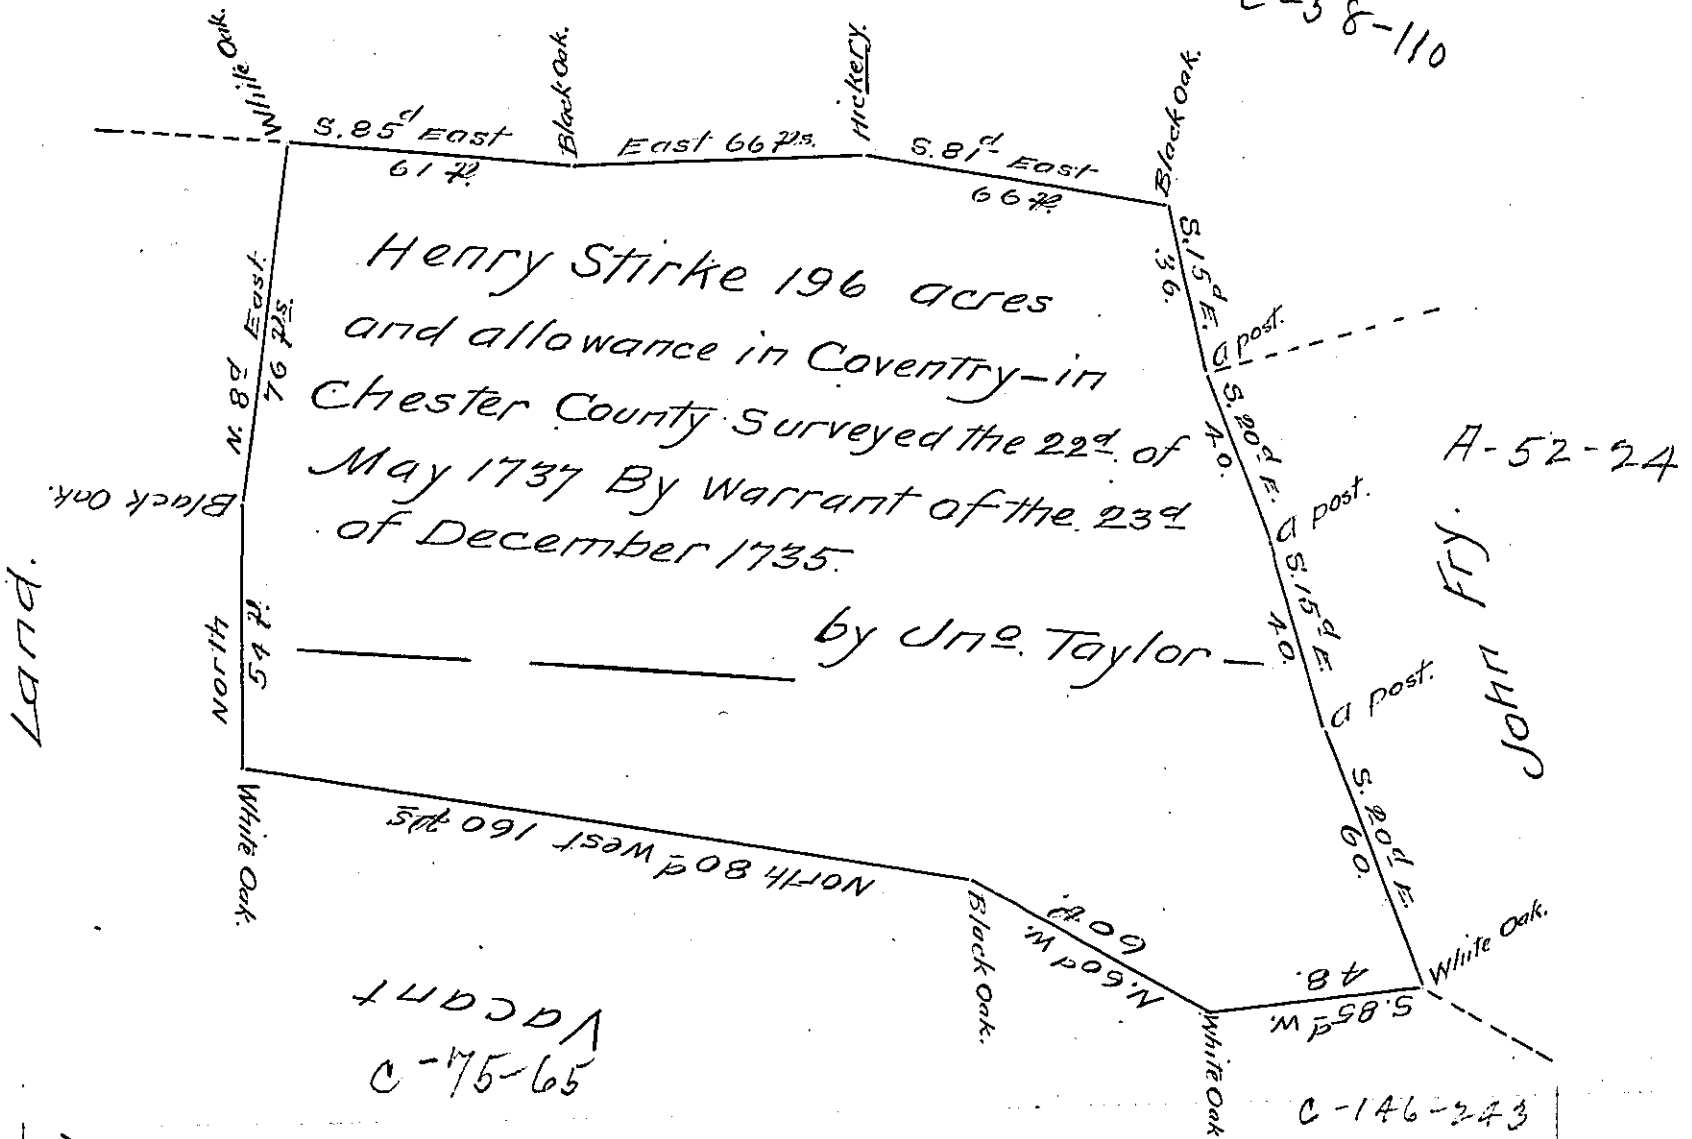 C-38-110
White Oak.
S. 85d East
61 p.
Black Oak.
East 66 ps.
Hickery.
S. 81d East
66 p.
Black Oak.
S. 15d E.
36.
a post.
S. 20d E.
40.
a post.
S. 15d E.
40.
a post.
S. 20d E.
60.
White Oak.
S. 85d W.
48.
White Oak
N. 60d W.
60 p.
Black Oak.
North 80d West 160 ps
White Oak.
North
54 p.
Black Oak.
N. 8d East.
76 ps.
Henry Stirke 196 acres
and allowance in Coventry-in
Chester County Surveyed the 22d of
May 1737 By Warrant of the 23d
of December 1735.
by Jno. Taylor
A-52-24
John Fry.
Land.
Vacant
C-75-65
C-146-243